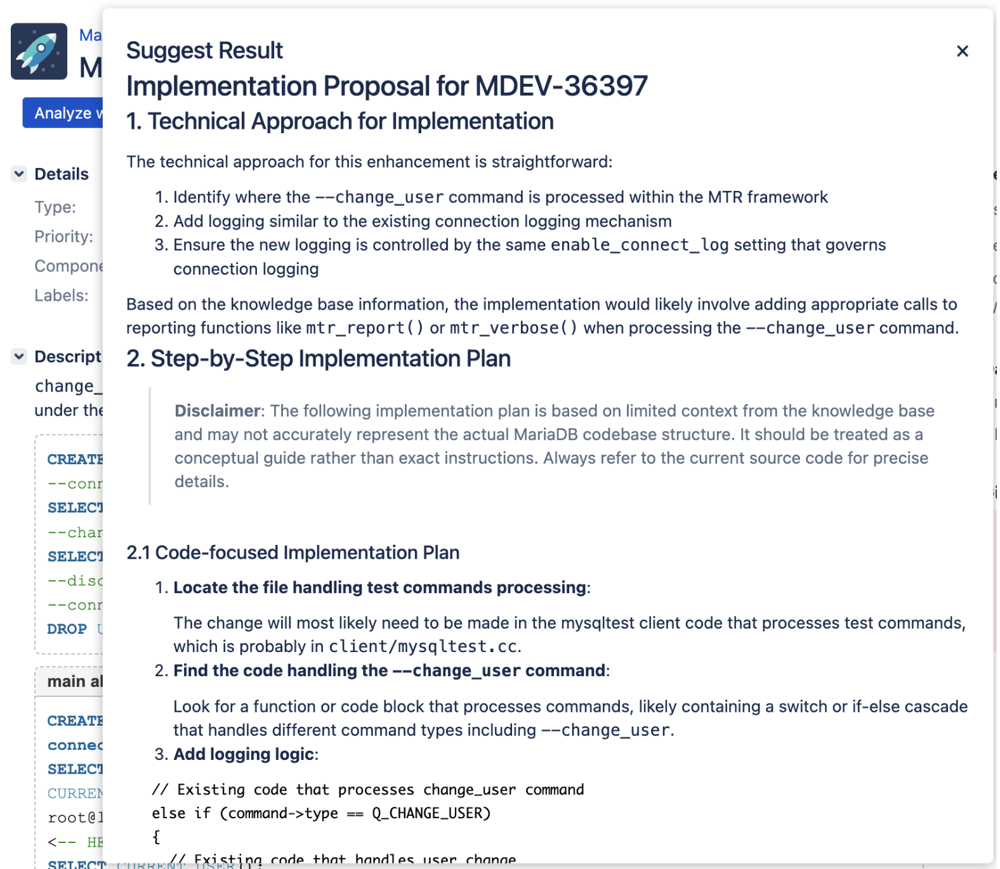 Suggest Result
Implementation Proposal for MDEV-36397
1. Technical Approach for Implementation
The technical approach for this enhancement is straightforward:
1. Identify where the --change_user command is processed within the MTR framework
2. Add logging similar to the existing connection logging mechanism
3. Ensure the new logging is controlled by the same enable_connect_log setting that governs
connection logging
Based on the knowledge base information, the implementation would likely involve adding appropriate calls to
reporting functions like mtr_report() or mtr_verbose() when processing the --change_user command.
2. Step-by-Step Implementation Plan
Disclaimer: The following implementation plan is based on limited context from the knowledge base
and may not accurately represent the actual MariaDB codebase structure. It should be treated as a
conceptual guide rather than exact instructions. Always refer to the current source code for precise
details.
2.1 Code-focused Implementation Plan
1. Locate the file handling test commands processing:
The change will most likely need to be made in the mysqltest client code that processes test commands,
which is probably in client/mysqltest.cc.
2. Find the code handling the --change_user command:
Look for a function or code block that processes commands, likely containing a switch or if-else cascade
that handles different command types including --change_user.
3. Add logging logic:
// Existing code that processes change_user command
else if (command->type == Q_CHANGE_USER)
{
// Existing code that handles user change
Ma
M
Analyze w
Details
Type:
Priority:
Compone
Labels:
Descript
change_
under the
CREATE
--conn
SELECT
--chan
SELECT
--disc
--conn
DROP U
main al
CREATE
connec
SELECT
CURREN
root@l
<-- HE
SELECT CURRENT_USER();